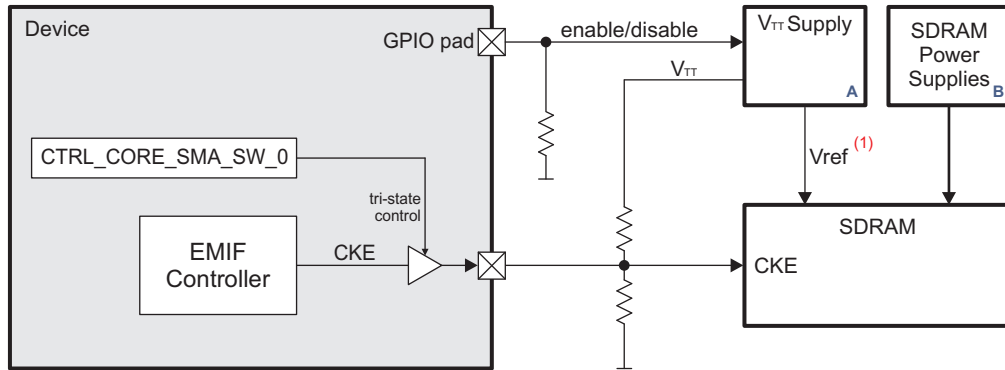 Device
GPIO pad
enable/disable
VTT
VTT Supply
A
SDRAM
Power
Supplies
B
CTRL_CORE_SMA_SW_0
Vref (1)
tri-state
control
EMIF
Controller
CKE
SDRAM
CKE